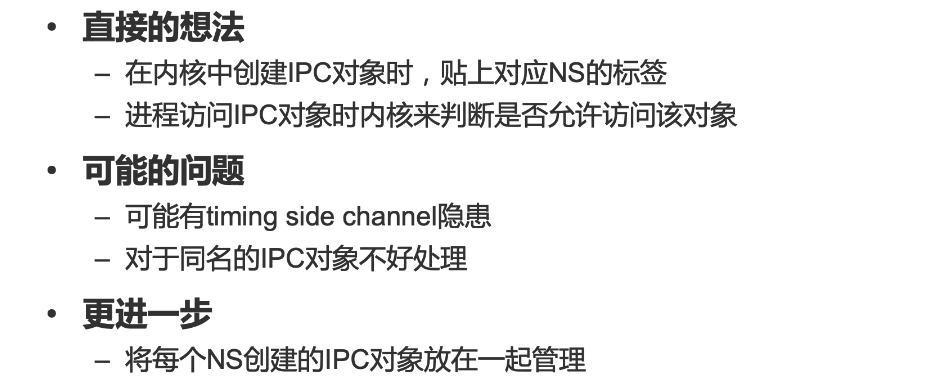 • 直接的想法
– 在内核中创建IPC对象时，贴上对应NS的标签
– 进程访问IPC对象时内核来判断是否允许访问该对象
• 可能的问题
– 可能有timing side channel隐患
– 对于同名的IPC对象不好处理
• 更进一步
– 将每个NS创建的IPC对象放在一起管理